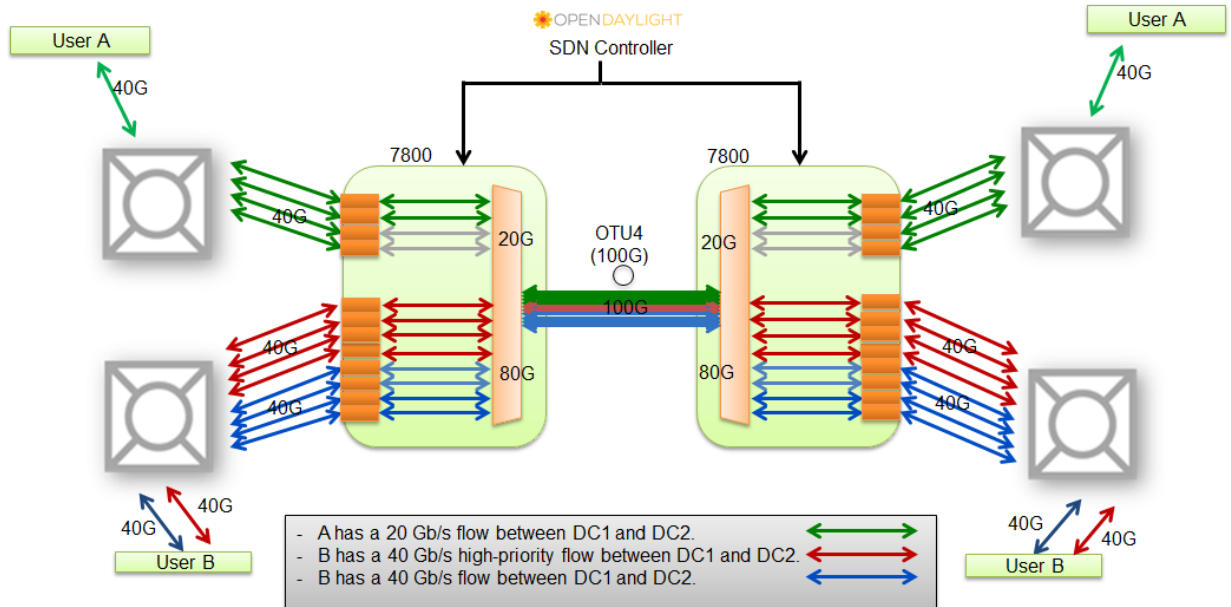 OPENDAYLIGHT
SDN Controller
User A
User A
40G
40G
7800
7800
40G
20G
OTU4
(100G)
20G
40G
100G
40G
80G
80G
40G
40G
40G
40G
40G
40G
40G
User B
User B
- A has a 20 Gb/s flow between DC1 and DC2.
- B has a 40 Gb/s high-priority flow between DC1 and DC2.
- B has a 40 Gb/s flow between DC1 and DC2.